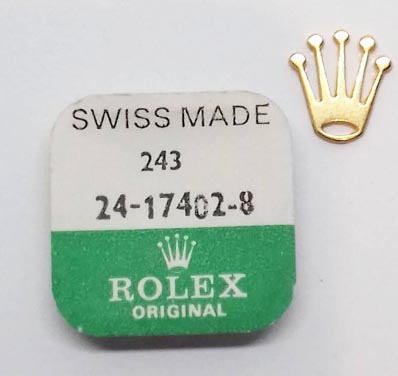 SWISS MADE
243
24-17402-8
ROLEX
ORIGINAL